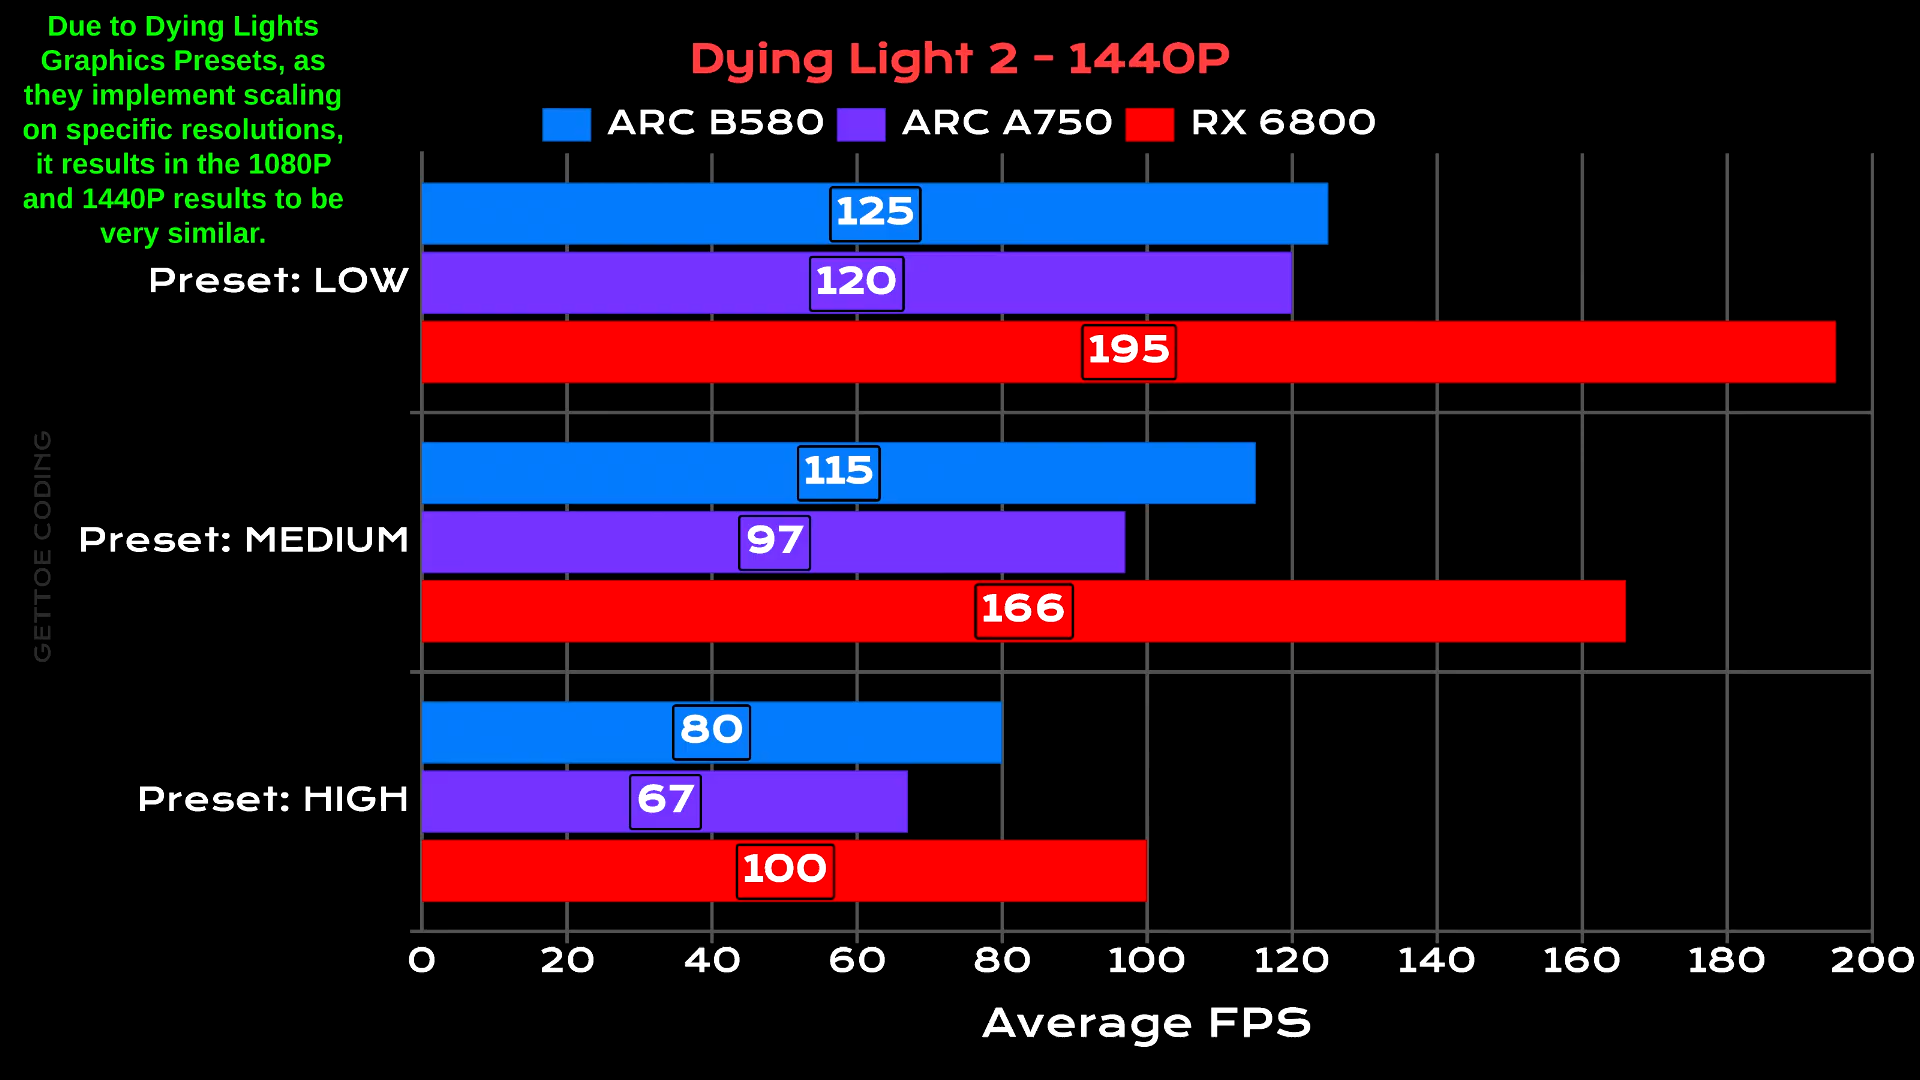 Due to Dying Lights
Graphics Presets, as
they implement scaling
on specific resolutions,
it results in the 1080P
and 1440P results to be
very similar.
Dying Light 2 - 1440P
ARC B580 ARC A750 RX 6800
Preset: LOW
125
120
195
Preset: MEDIUM
115
97
166
Preset: HIGH
80
67
100
0 20 40 60 80 100 120 140 160 180 200
Average FPS
GETTOE CODING